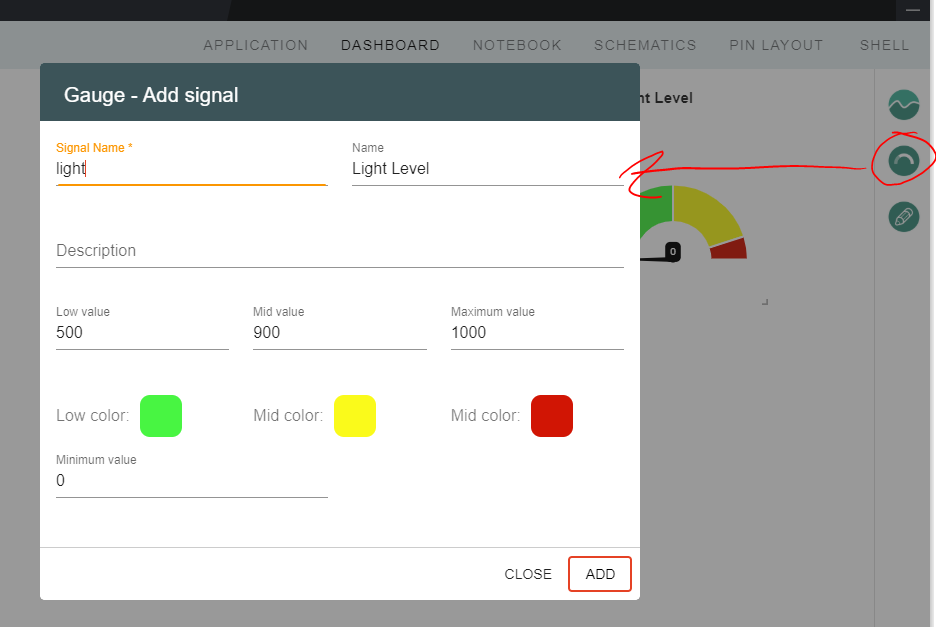 APPLICATION DASHBOARD NOTEBOOK SCHEMATICS PIN LAYOUT SHELL
Gauge - Add signal
ht Level
Signal Name * Name
light Light Level
0
Description
Low value Mid value Maximum value
500 900 1000
Low color: Mid color: Mid color:
Minimum value
0
CLOSE ADD